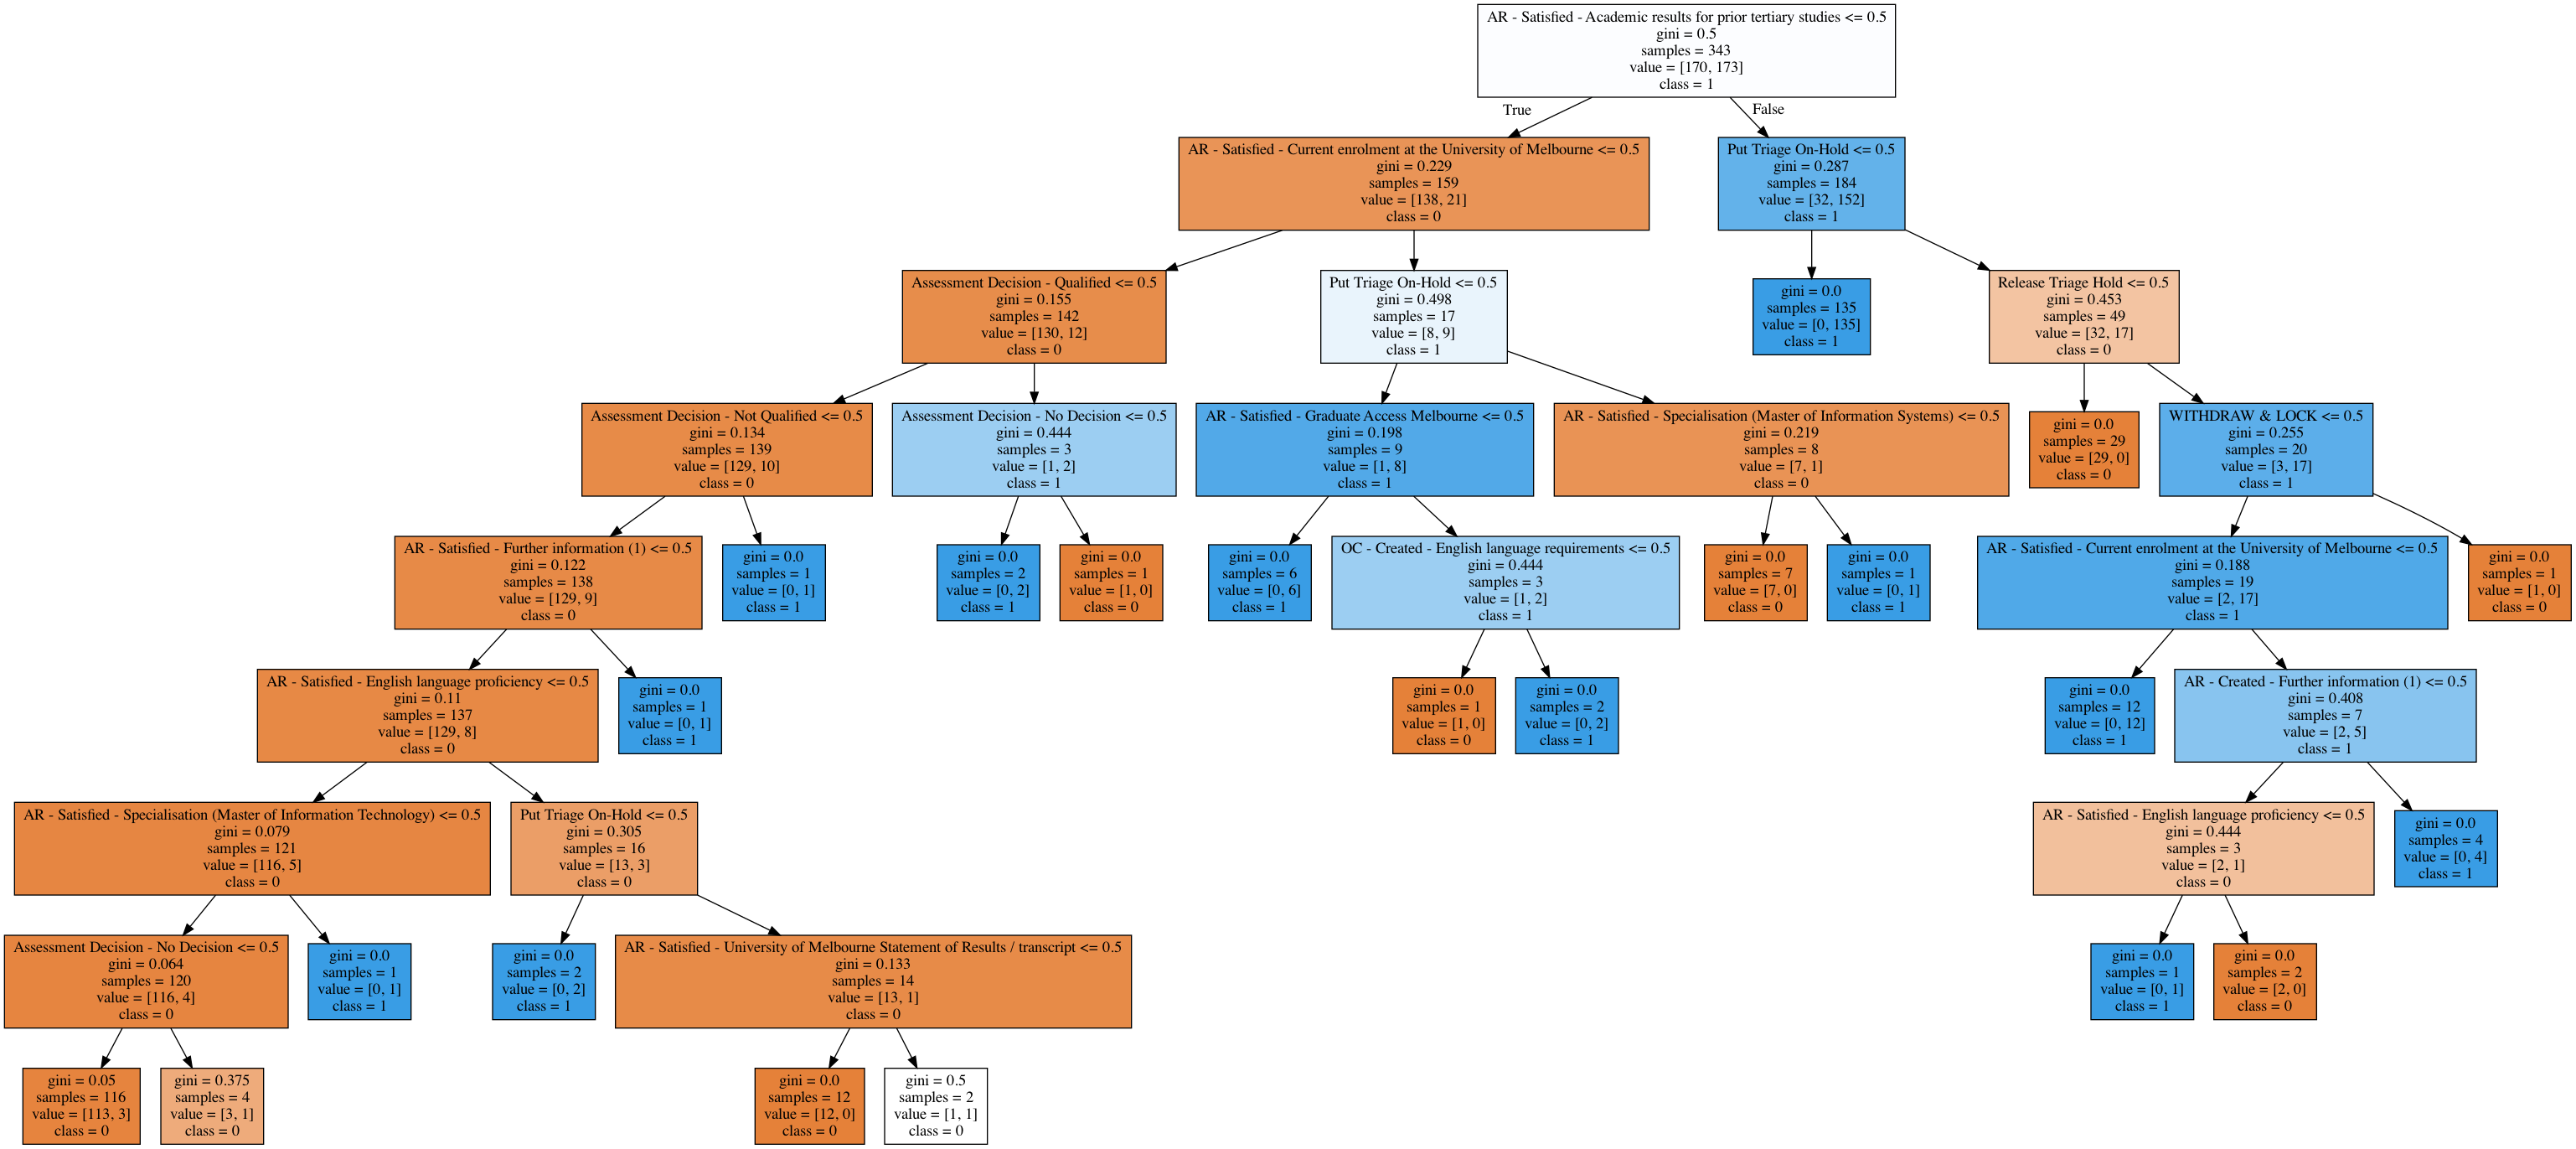 AR - Satisfied - Academic results for prior tertiary studies <= 0.5
gini = 0.5
samples = 343
value = [170, 173]
class = 1
True
False
AR - Satisfied - Current enrolment at the University of Melbourne <= 0.5
gini = 0.229
samples = 159
value = [138, 21]
class = 0
Put Triage On-Hold <= 0.5
gini = 0.287
samples = 184
value = [32, 152]
class = 1
Assessment Decision - Qualified <= 0.5
gini = 0.155
samples = 142
value = [130, 12]
class = 0
Put Triage On-Hold <= 0.5
gini = 0.498
samples = 17
value = [8, 9]
class = 1
gini = 0.0
samples = 135
value = [0, 135]
class = 1
Release Triage Hold <= 0.5
gini = 0.453
samples = 49
value = [32, 17]
class = 0
Assessment Decision - Not Qualified <= 0.5
gini = 0.134
samples = 139
value = [129, 10]
class = 0
Assessment Decision - No Decision <= 0.5
gini = 0.444
samples = 3
value = [1, 2]
class = 1
AR - Satisfied - Graduate Access Melbourne <= 0.5
gini = 0.198
samples = 9
value = [1, 8]
class = 1
AR - Satisfied - Specialisation (Master of Information Systems) <= 0.5
gini = 0.219
samples = 8
value = [7, 1]
class = 0
gini = 0.0
samples = 29
value = [29, 0]
class = 0
WITHDRAW & LOCK <= 0.5
gini = 0.255
samples = 20
value = [3, 17]
class = 1
AR - Satisfied - Further information (1) <= 0.5
gini = 0.122
samples = 138
value = [129, 9]
class = 0
gini = 0.0
samples = 1
value = [0, 1]
class = 1
gini = 0.0
samples = 2
value = [0, 2]
class = 1
gini = 0.0
samples = 1
value = [1, 0]
class = 0
gini = 0.0
samples = 6
value = [0, 6]
class = 1
OC - Created - English language requirements <= 0.5
gini = 0.444
samples = 3
value = [1, 2]
class = 1
gini = 0.0
samples = 7
value = [7, 0]
class = 0
gini = 0.0
samples = 1
value = [0, 1]
class = 1
AR - Satisfied - Current enrolment at the University of Melbourne <= 0.5
gini = 0.188
samples = 19
value = [2, 17]
class = 1
gini = 0.0
samples = 1
value = [1, 0]
class = 0
AR - Satisfied - English language proficiency <= 0.5
gini = 0.11
samples = 137
value = [129, 8]
class = 0
gini = 0.0
samples = 1
value = [0, 1]
class = 1
gini = 0.0
samples = 1
value = [1, 0]
class = 0
gini = 0.0
samples = 2
value = [0, 2]
class = 1
gini = 0.0
samples = 12
value = [0, 12]
class = 1
AR - Created - Further information (1) <= 0.5
gini = 0.408
samples = 7
value = [2, 5]
class = 1
AR - Satisfied - Specialisation (Master of Information Technology) <= 0.5
gini = 0.079
samples = 121
value = [116, 5]
class = 0
Put Triage On-Hold <= 0.5
gini = 0.305
samples = 16
value = [13, 3]
class = 0
AR - Satisfied - English language proficiency <= 0.5
gini = 0.444
samples = 3
value = [2, 1]
class = 0
gini = 0.0
samples = 4
value = [0, 4]
class = 1
Assessment Decision - No Decision <= 0.5
gini = 0.064
samples = 120
value = [116, 4]
class = 0
gini = 0.0
samples = 1
value = [0, 1]
class = 1
gini = 0.0
samples = 2
value = [0, 2]
class = 1
AR - Satisfied - University of Melbourne Statement of Results / transcript <= 0.5
gini = 0.133
samples = 14
value = [13, 1]
class = 0
gini = 0.0
samples = 1
value = [0, 1]
class = 1
gini = 0.0
samples = 2
value = [2, 0]
class = 0
gini = 0.05
samples = 116
value = [113, 3]
class = 0
gini = 0.375
samples = 4
value = [3, 1]
class = 0
gini = 0.0
samples = 12
value = [12, 0]
class = 0
gini = 0.5
samples = 2
value = [1, 1]
class = 0